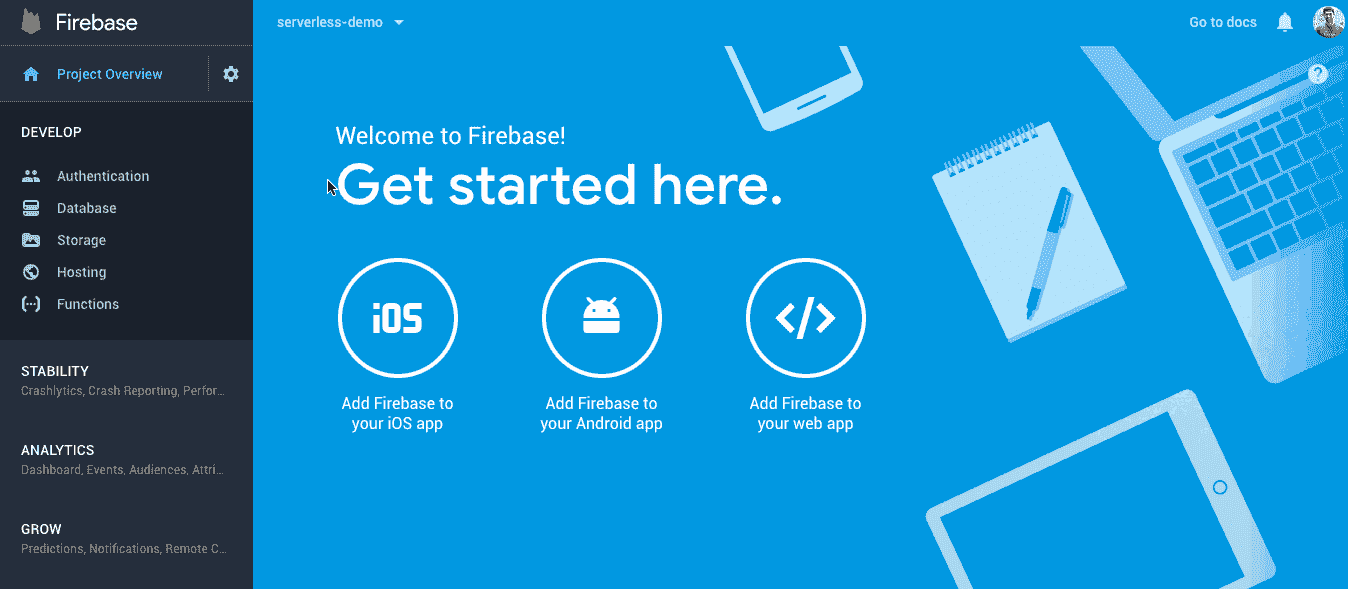 Firebase
serverless-demo
Go to docs
Project Overview
DEVELOP
Authentication
Database
Storage
Hosting
Functions
STABILITY
Crashlytics, Crash Reporting, Perfor...
ANALYTICS
Dashboard, Events, Audiences, Attri...
GROW
Predictions, Notifications, Remote C...
Welcome to Firebase!
Get started here.
iOS
</>
Add Firebase to
your iOS app
Add Firebase to
your Android app
Add Firebase to
your web app
?